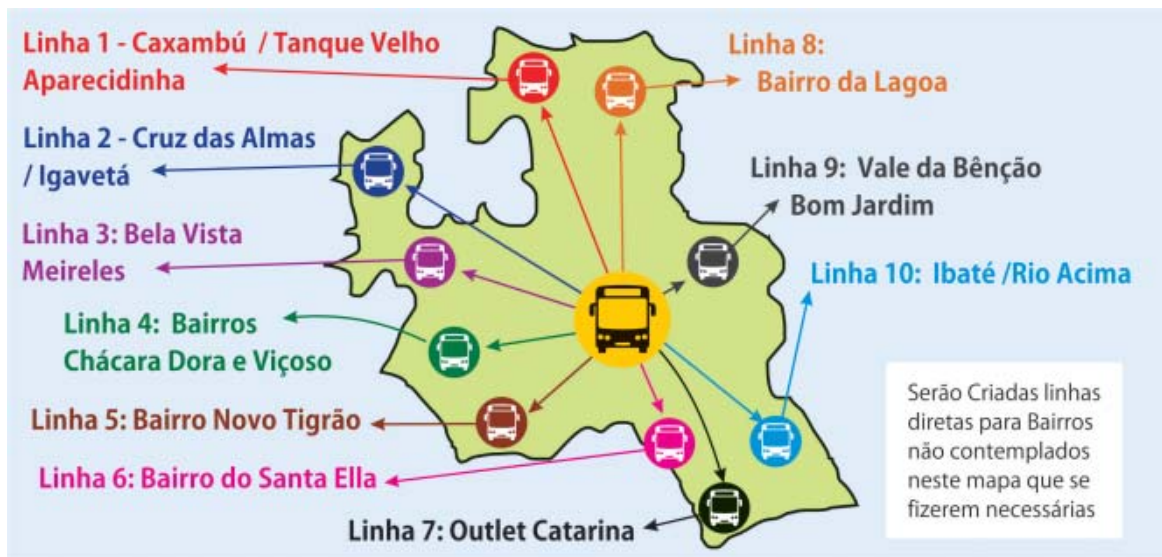 Linha 1 - Caxambú / Tanque Velho
Aparecidinha
Linha 2 - Cruz das Almas
/ Igavetá
Linha 3: Bela Vista
Meireles
Linha 4: Bairros
Chácara Dora e Viçoso
Linha 5: Bairro Novo Tigrão
Linha 6: Bairro do Santa Ella
Linha 7: Outlet Catarina
Linha 8:
Bairro da Lagoa
Linha 9: Vale da Bênção
Bom Jardim
Linha 10: Ibaté /Rio Acima
Serão Criadas linhas
diretas para Bairros
não contemplados
neste mapa que se
fizerem necessárias